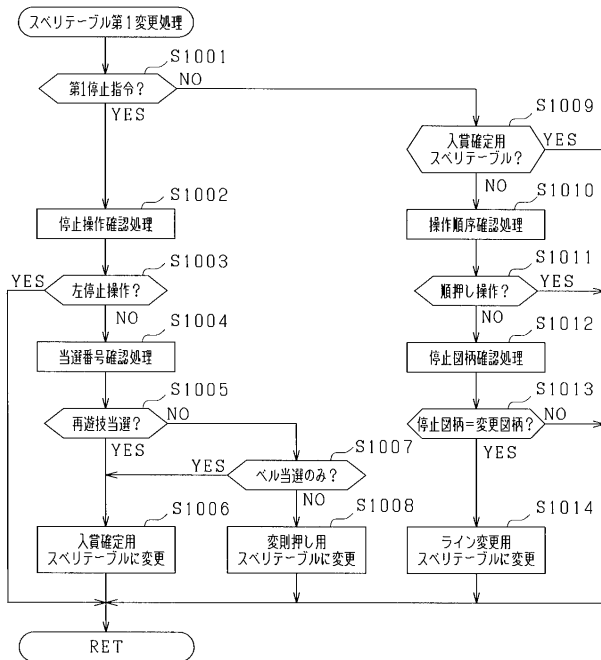 スベリテーブル第1変更処理
S1001
第1停止指令?
NO
YES
S1002
停止操作確認処理
S1003
YES
左停止操作?
NO
S1004
当選番号確認処理
S1005
再遊技当選?
NO
YES
S1007
YES
ベル当選のみ?
NO
S1006
入賞確定用
スベリテーブルに変更
S1008
変則押し用
スベリテーブルに変更
S1009
入賞確定用
スベリテーブル?
YES
NO
S1010
操作順序確認処理
S1011
順押し操作?
YES
NO
S1012
停止図柄確認処理
S1013
停止図柄=変更図柄?
NO
YES
S1014
ライン変更用
スベリテーブルに変更
RET